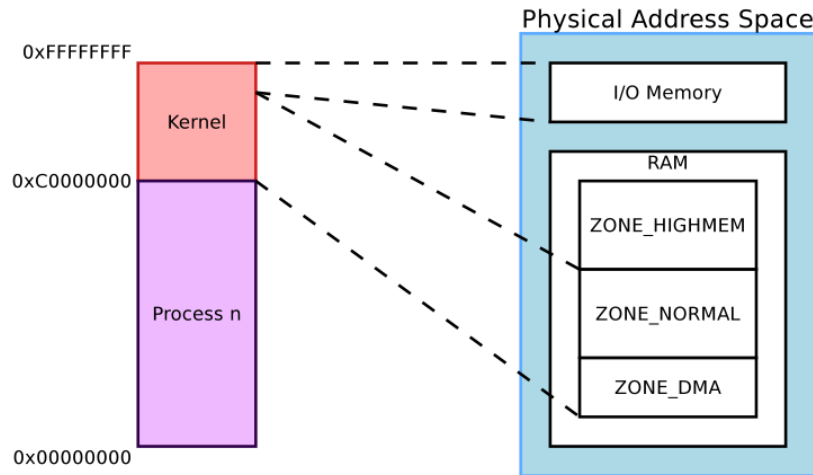 Physical Address Space
0xFFFFFFFF
I/O Memory
Kernel
RAM
0xC0000000
ZONE_HIGHMEM
Process n
ZONE_NORMAL
ZONE_DMA
0x00000000